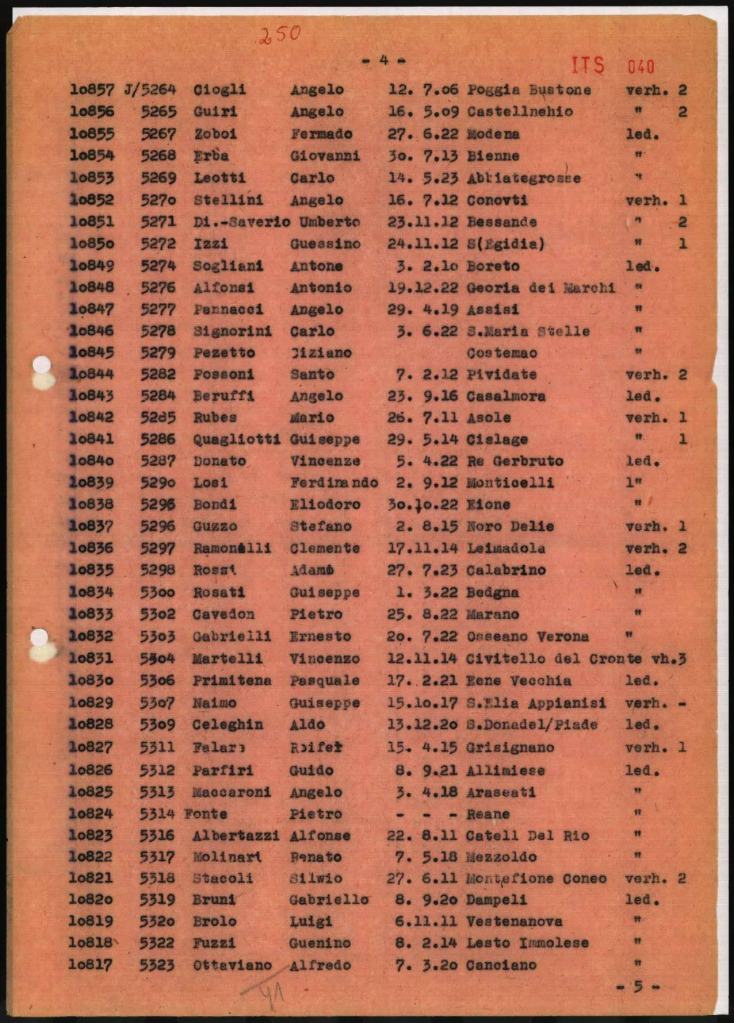 250
- 4 -
ITS 040
10857 J/5264 Ciogli Angelo 12. 7.06 Poggia Bustone verh. 2
10856 5265 Guiri Angelo 16. 5.09 Castellnehio " 2
10855 5267 Zoboi Fermado 27. 6.22 Modena led.
10854 5268 Erba Giovanni 30. 7.13 Bienne "
10853 5269 Leotti Carlo 14. 5.23 Abbiategrosse "
10852 5270 Stellini Angelo 16. 7.12 Conovti verh. 1
10851 5271 Di.-Saverio Umberto 23.11.12 Bessande " 2
10850 5272 Izzi Guessino 24.11.12 S(Egidia) " 1
10849 5274 Sogliani Antone 3. 2.10 Boreto led.
10848 5276 Alfonsi Antonio 19.12.22 Georia dei Marchi "
10847 5277 Pannacci Angelo 29. 4.19 Assisi "
10846 5278 Signorini Carlo 3. 6.22 S.Maria Stelle "
10845 5279 Pezetto Jiziano Costemao "
10844 5282 Possoni Santo 7. 2.12 Pividate verh. 2
10843 5284 Beruffi Angelo 23. 9.16 Casalmora led.
10842 5285 Rubes Mario 26. 7.11 Asole verh. 1
10841 5286 Quagliotti Guiseppe 29. 5.14 Cislage " 1
10840 5287 Donato Vincenze 5. 4.22 Re Gerbruto led.
10839 5290 Losi Ferdinando 2. 9.12 Monticelli 1"
10838 5295 Bondi Eliodoro 30.10.22 Eione "
10837 5296 Guzzo Stefano 2. 8.15 Noro Delie verh. 1
10836 5297 Ramonelli Clemente 17.11.14 Leimadola verh. 2
10835 5298 Rossi Adamo 27. 7.23 Calabrino led.
10834 5300 Rosati Guiseppe 1. 3.22 Bedgna "
10833 5302 Cavedon Pietro 25. 8.22 Marano "
10832 5303 Gabrielli Ernesto 20. 7.22 Osseano Verona "
10831 5304 Martelli Vincenzo 12.11.14 Civitello del Cronte vh.3
10830 5306 Primitena Pasquale 17. 2.21 Eene Vecchia led.
10829 5307 Naimo Guiseppe 15.10.17 S.Elia Appianisi verh. -
10828 5309 Celeghin Aldo 13.12.20 S.Donadel/Piade led.
10827 5311 15. 4.15 Grisignano verh. 1
10826 5312 Parfiri Guido 8. 9.21 Allimiese led.
10825 5313 Maccaroni Angelo 3. 4.18 Araseati "
10824 5314 Fonte Pietro - - - Reane "
10823 5316 Albertazzi Alfonse 22. 8.11 Catell Del Rio "
10822 5317 Molinari Renato 7. 5.18 Mezzoldo "
10821 5318 Stacoli Silwio 27. 6.11 Montefione Coneo verh. 2
10820 5319 Bruni Gabriello 8. 9.20 Dampeli led.
10819 5320 Brolo Luigi 6.11.11 Vestenanova "
10818 5322 Fuzzi Guenino 8. 2.14 Lesto Immolese "
10817 5323 Ottaviano Alfredo 7. 3.20 Canciano "
- 5 -
41